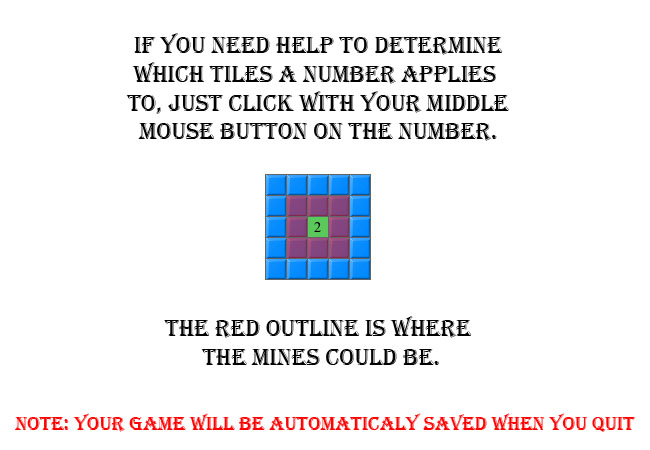 IF YOU NEED HELP TO DETERMINE
WHICH TILES A NUMBER APPLIES
TO, JUST CLICK WITH YOUR MIDDLE
MOUSE BUTTON ON THE NUMBER.
2
THE RED OUTLINE IS WHERE
THE MINES COULD BE.
NOTE: YOUR GAME WILL BE AUTOMATICALY SAVED WHEN YOU QUIT